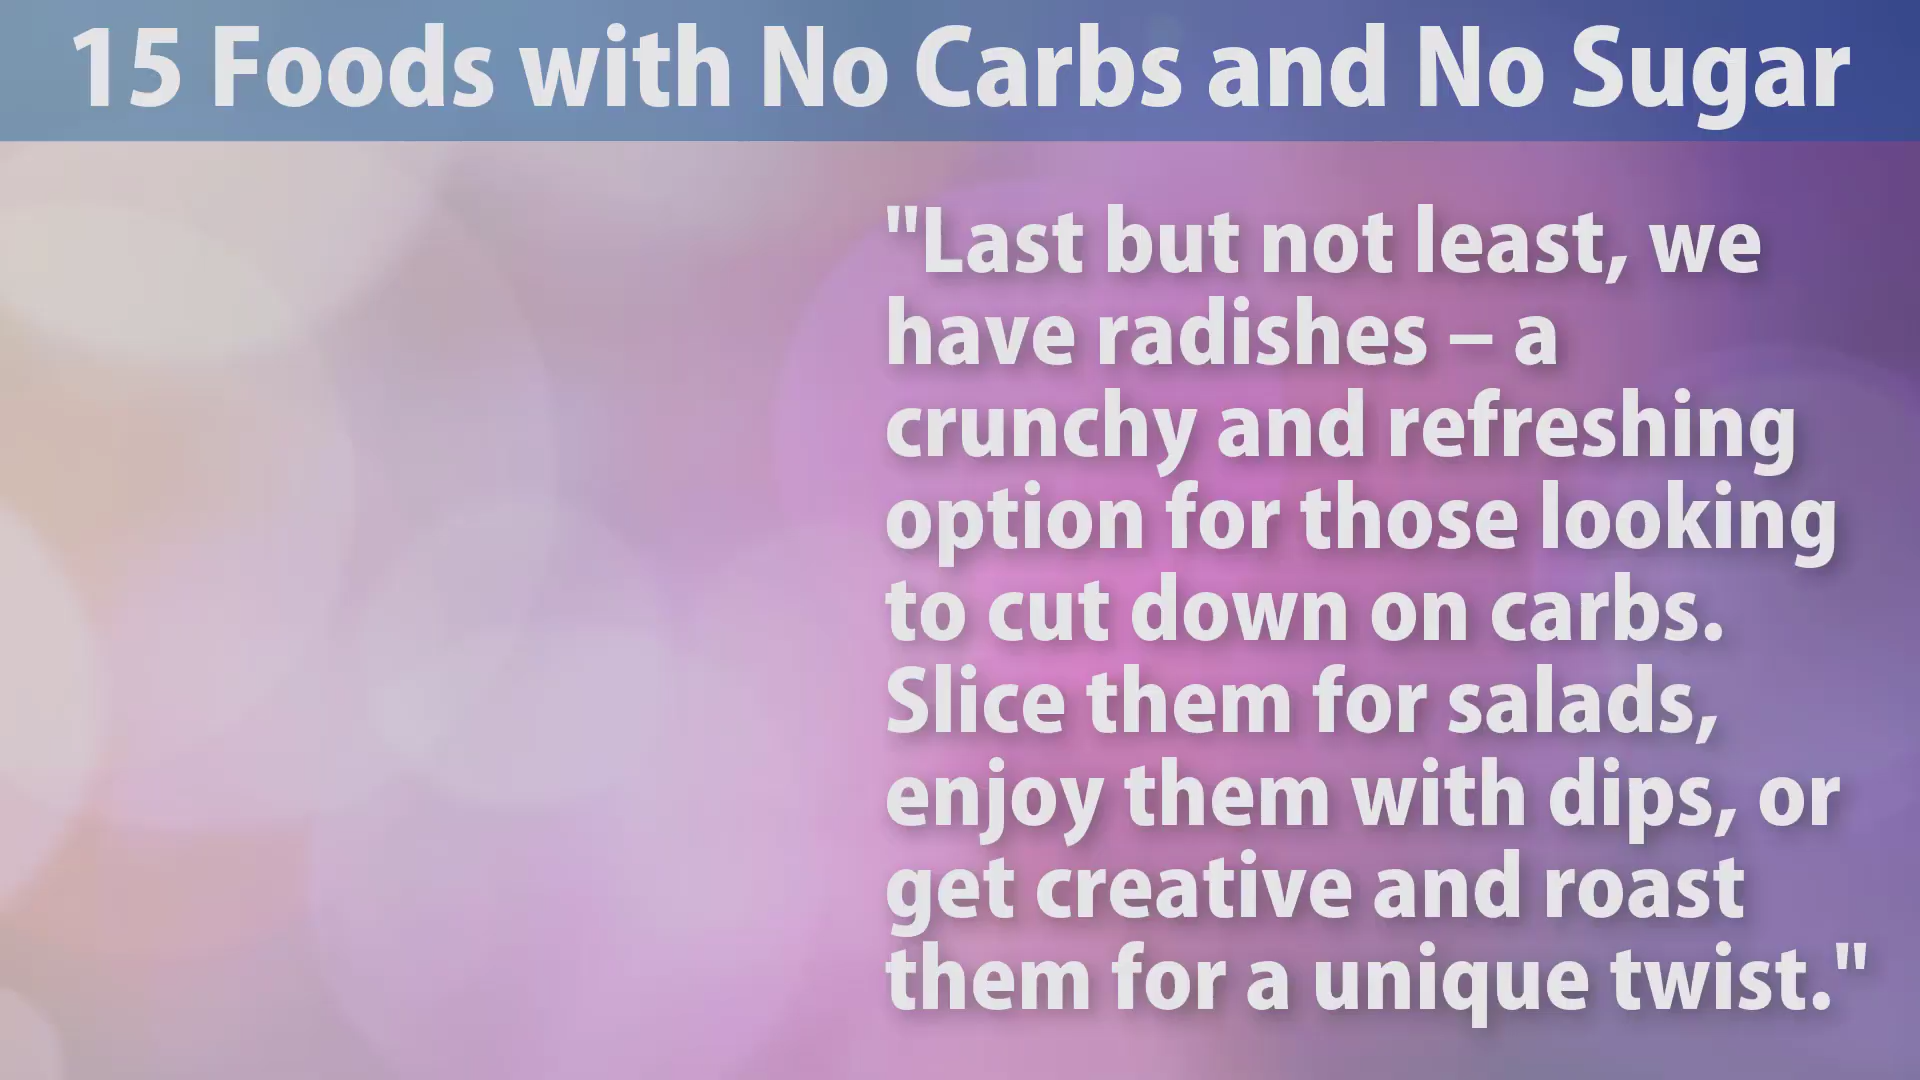 15 Foods with No Carbs and No Sugar
"Last but not least, we
have radishes – a
crunchy and refreshing
option for those looking
to cut down on carbs.
Slice them for salads,
enjoy them with dips, or
get creative and roast
them for a unique twist."